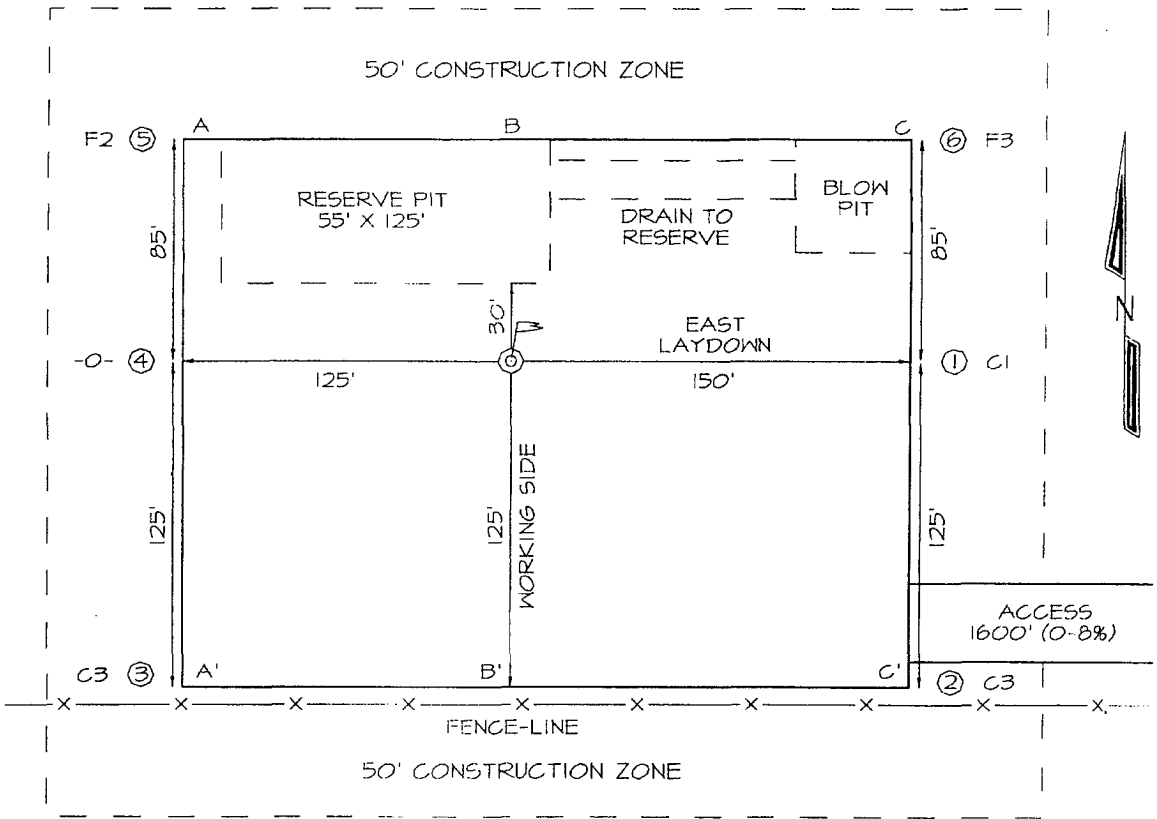 50' CONSTRUCTION ZONE
A B C
F2 5
6 F3
RESERVE PIT
55' X 125'
BLOW
PIT
DRAIN TO
RESERVE
85'
85'
30'
EAST
LAYDOWN
N
-0- 4
1 C1
125'
150'
125'
125'
WORKING SIDE
125'
ACCESS
1600' (0-8%)
C3 3
A' B' C'
2 C3
FENCE-LINE
50' CONSTRUCTION ZONE